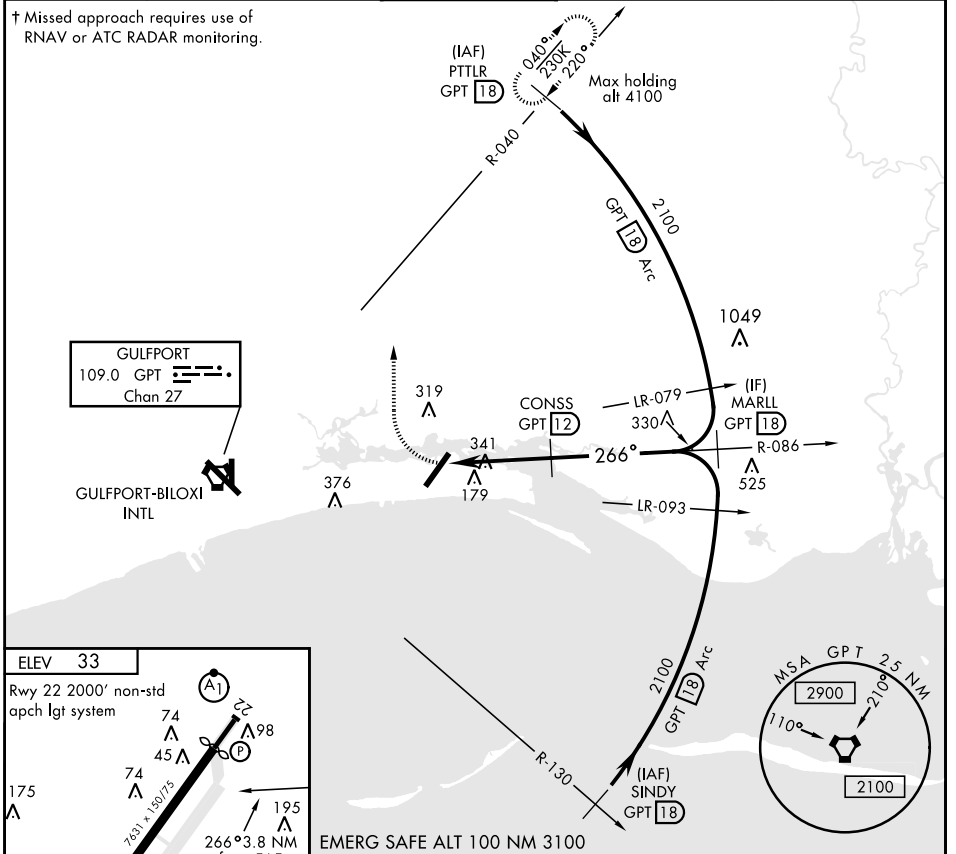 † Missed approach requires use of
RNAV or ATC RADAR monitoring.
(IAF)
PTTLR
GPT 18
040°
230K
220°
Max holding
alt 4100
R-040
2100
GPT 18 Arc
1049
GULFPORT
109.0 GPT
Chan 27
319
CONSS
GPT 12
LR-079
330
(IF)
MARLL
GPT 18
341
266°
R-086
GULFPORT-BILOXI
INTL
376
179
525
LR-093
ELEV 33
Rwy 22 2000' non-std
apch lgt system
A1
22
74
98
45
P
74
175
7631 x 150/75
195
266° 3.8 NM
R-130
2100
GPT 18 Arc
(IAF)
SINDY
GPT 18
MSA GPT 25 NM
2900
110°
210°
2100
EMERG SAFE ALT 100 NM 3100